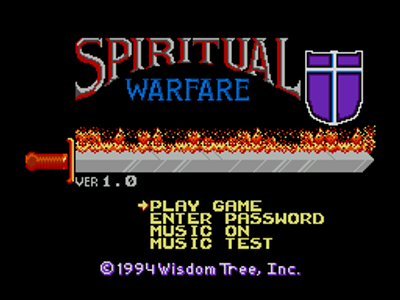 SPIRITUAL
WARFARE
VER 1.0
PLAY GAME
ENTER PASSWORD
MUSIC ON
MUSIC TEST
©1994 Wisdom Tree, Inc.